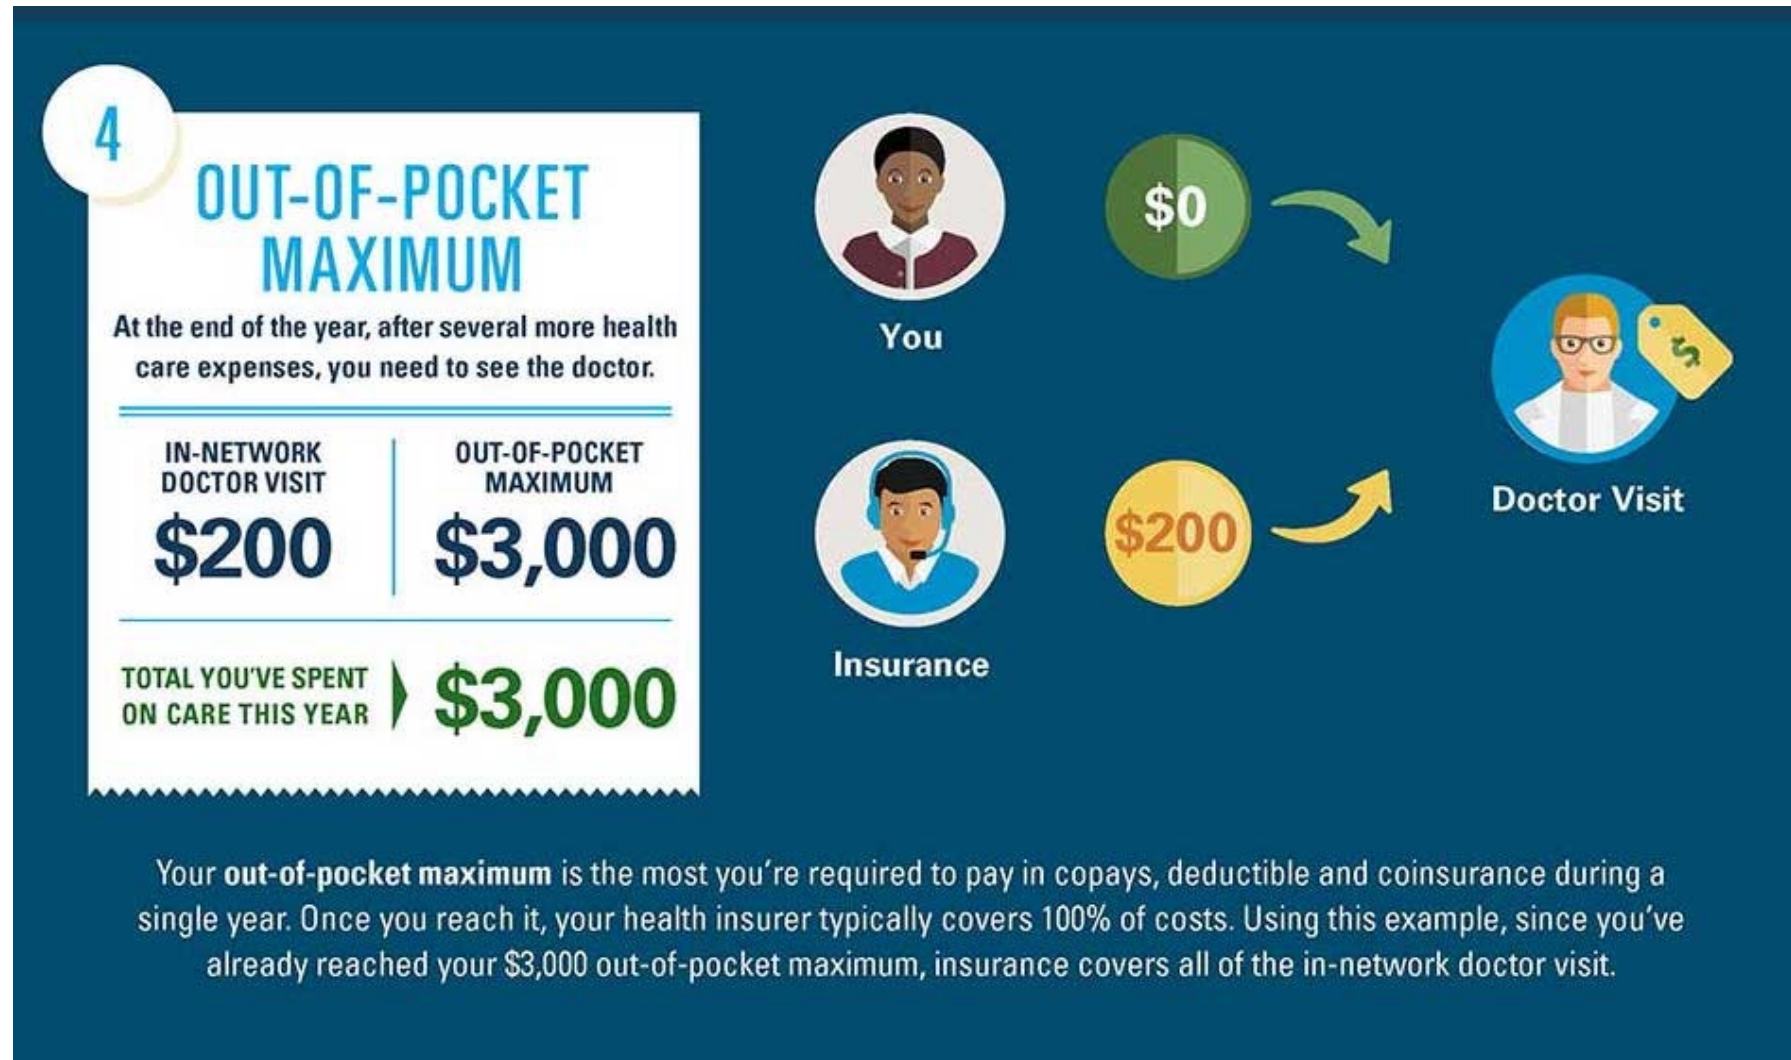 4
OUT-OF-POCKET
MAXIMUM
At the end of the year, after several more health
care expenses, you need to see the doctor.
IN-NETWORK
DOCTOR VISIT
$200
OUT-OF-POCKET
MAXIMUM
$3,000
TOTAL YOU'VE SPENT
ON CARE THIS YEAR
$3,000
You
$0
Insurance
$200
$
Doctor Visit
Your out-of-pocket maximum is the most you're required to pay in copays, deductible and coinsurance during a
single year. Once you reach it, your health insurer typically covers 100% of costs. Using this example, since you've
already reached your $3,000 out-of-pocket maximum, insurance covers all of the in-network doctor visit.